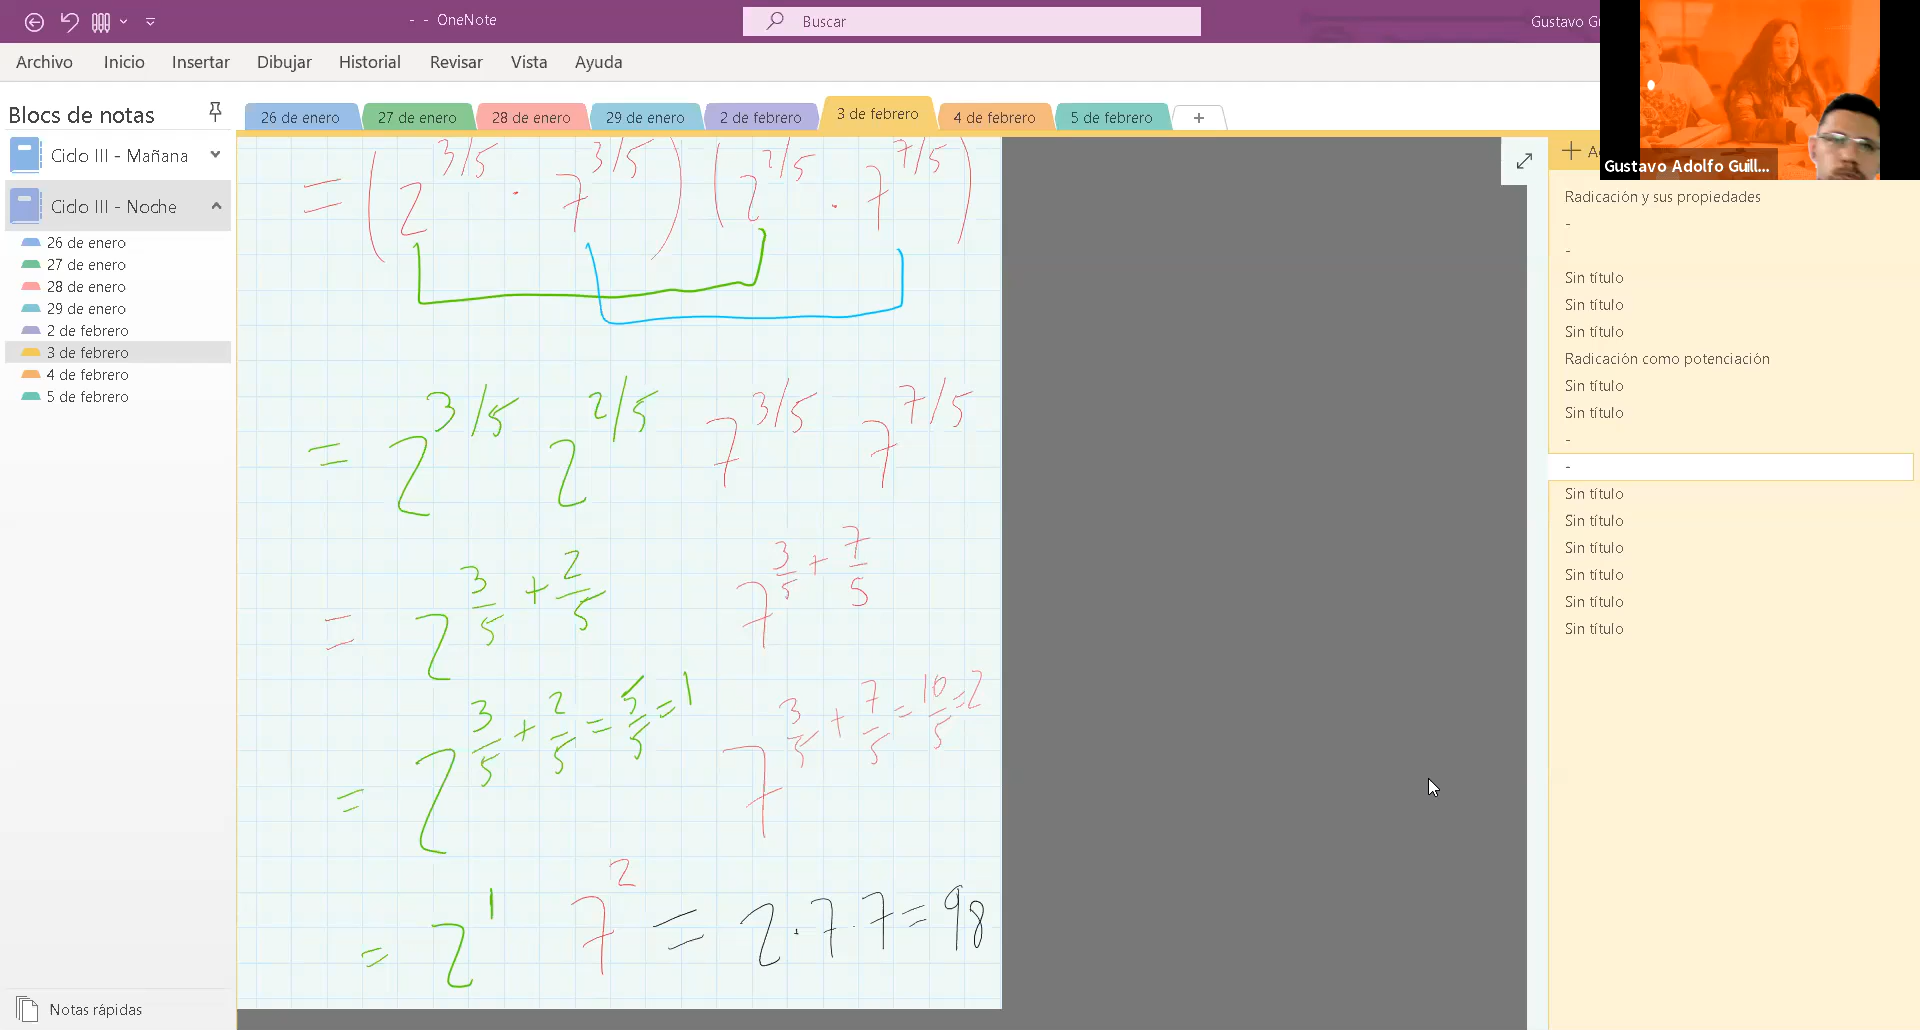 - - OneNote
Buscar
Gustavo Gu
Archivo Inicio Insertar Dibujar Historial Revisar Vista Ayuda
Gustavo Adolfo Guill...
Blocs de notas
26 de enero 27 de enero 28 de enero 29 de enero 2 de febrero 3 de febrero 4 de febrero 5 de febrero +
Ciclo III - Mañana
Ciclo III - Noche
26 de enero
27 de enero
28 de enero
29 de enero
2 de febrero
3 de febrero
4 de febrero
5 de febrero
Notas rápidas
= (2^3/5 · 7^3/5) (2^2/5 · 7^7/5)
= 2^3/5 2^2/5 7^3/5 7^7/5
= 2^3/5 + 2/5 7^3/5 + 7/5
= 2^3/5 + 2/5 = 5/5 = 1 7^3/5 + 7/5 = 10/5 = 2
= 2^1 7^2 = 2·7·7 = 98
Radicación y sus propiedades
-
-
Sin título
Sin título
Sin título
Radicación como potenciación
Sin título
Sin título
-
-
Sin título
Sin título
Sin título
Sin título
Sin título
Sin título